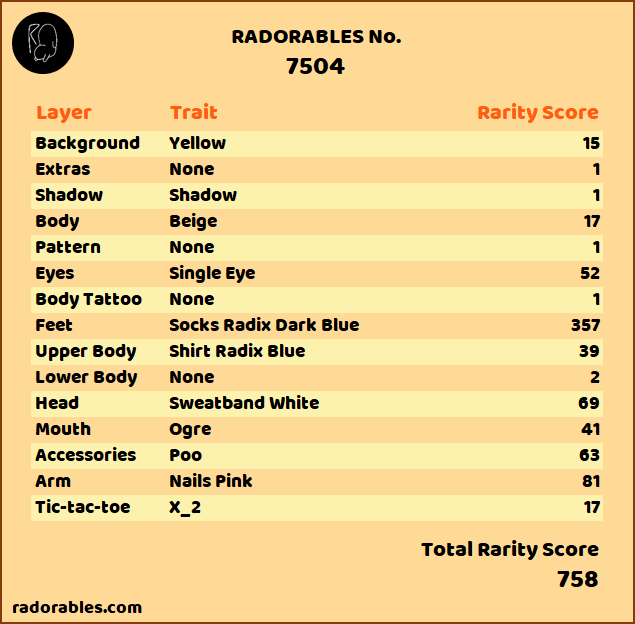 RADORABLES No.
7504
Layer Trait Rarity Score
Background Yellow 15
Extras None 1
Shadow Shadow 1
Body Beige 17
Pattern None 1
Eyes Single Eye 52
Body Tattoo None 1
Feet Socks Radix Dark Blue 357
Upper Body Shirt Radix Blue 39
Lower Body None 2
Head Sweatband White 69
Mouth Ogre 41
Accessories Poo 63
Arm Nails Pink 81
Tic-tac-toe X_2 17
Total Rarity Score
758
radorables.com